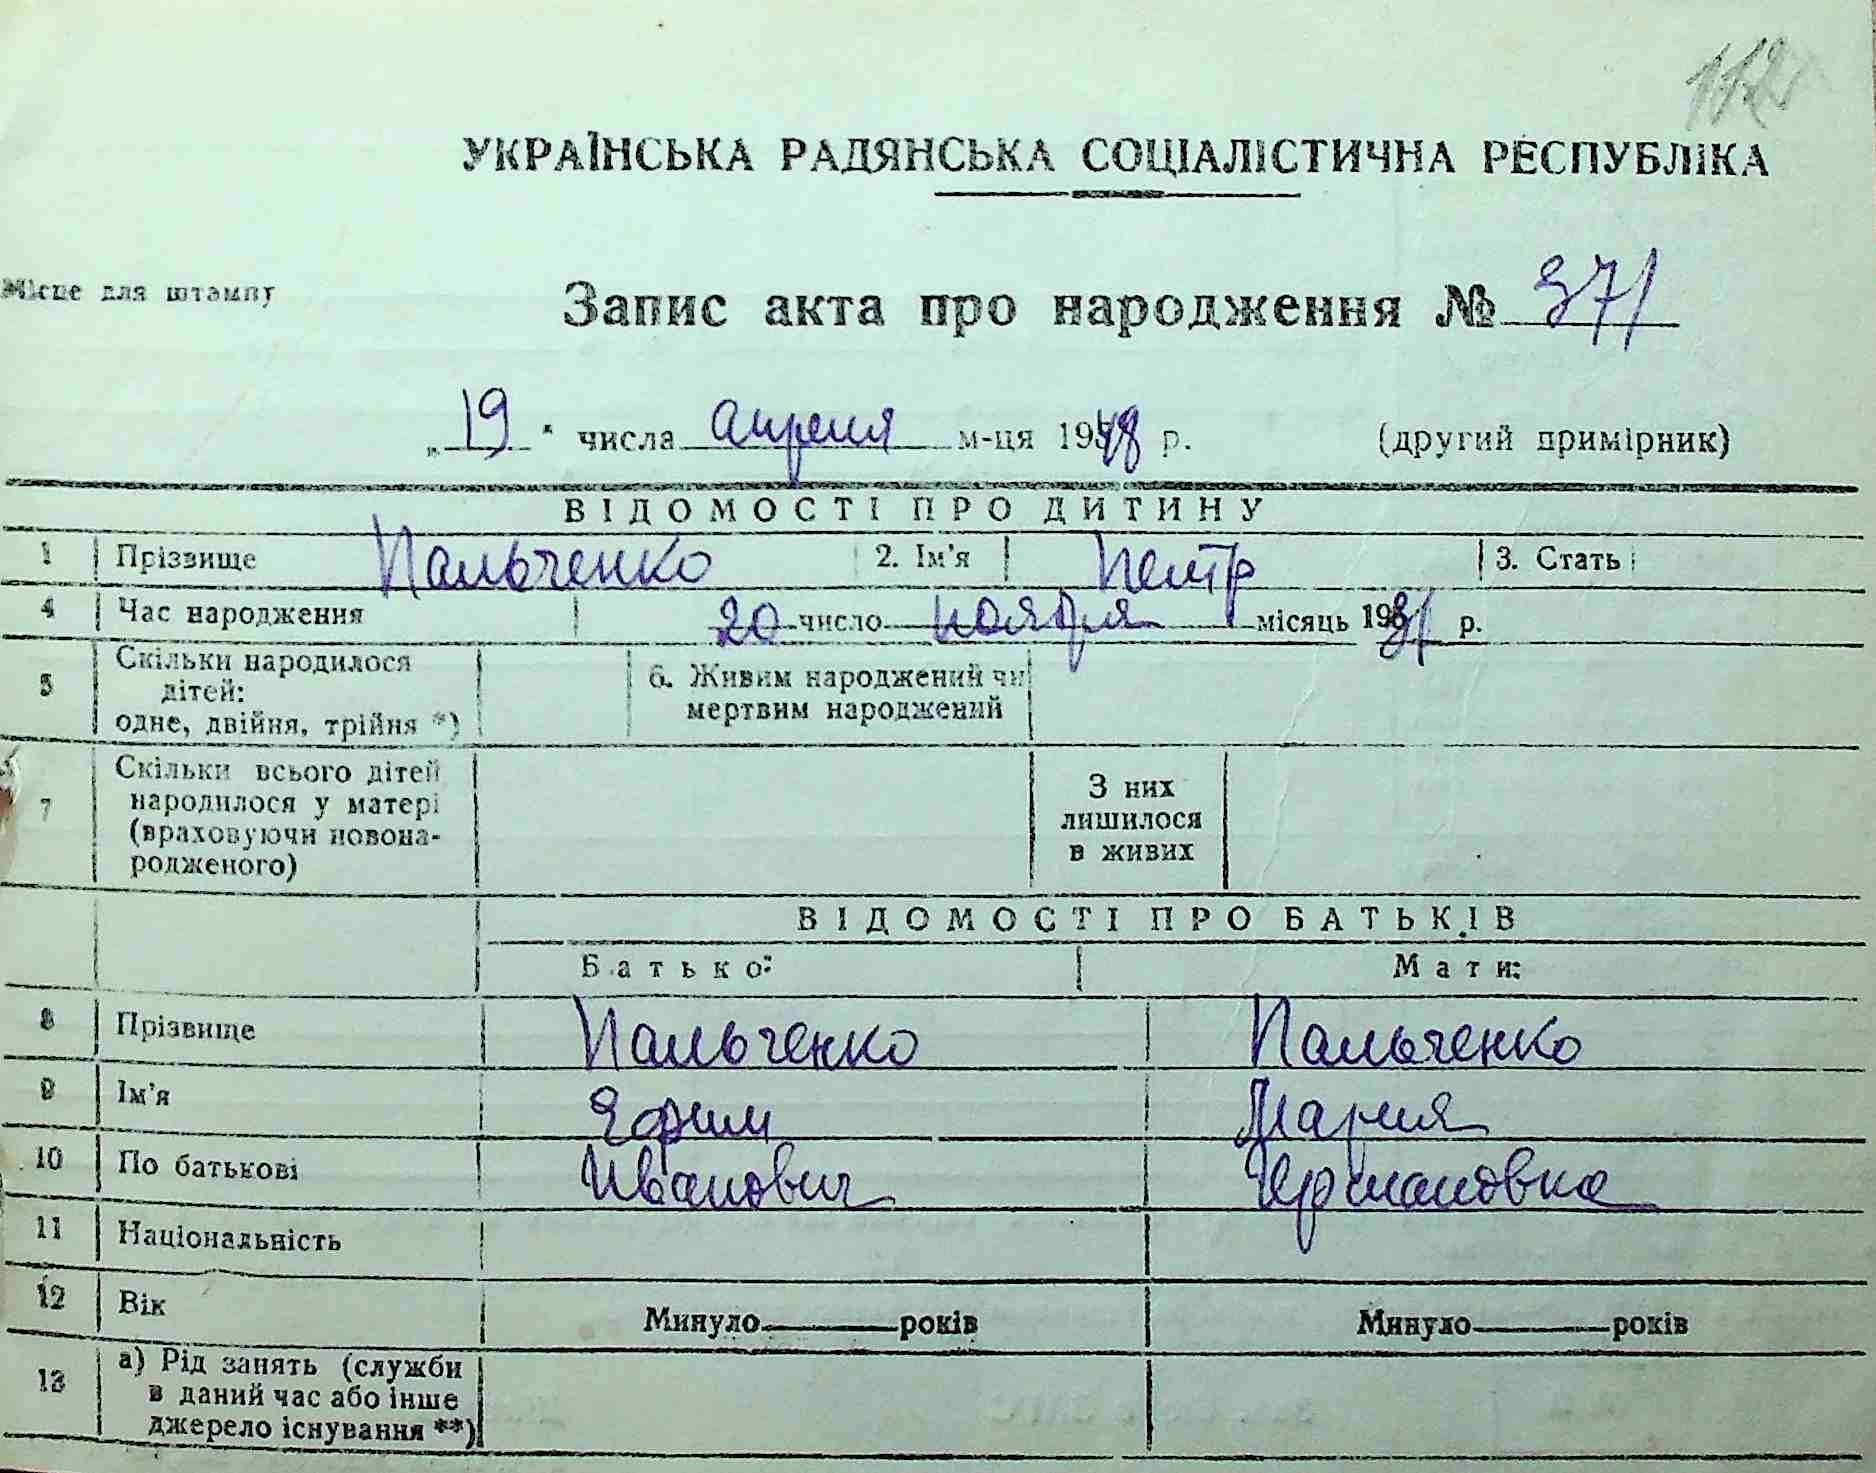 УКРАЇНСЬКА РАДЯНСЬКА СОЦІАЛІСТИЧНА РЕСПУБЛІКА
Місце для штампу
Запис акта про народження № 371
„19" числа апреля м-ця 1948 р. (другий примірник)
ВІДОМОСТІ ПРО ДИТИНУ
1 Прізвище Пальченко 2. Ім'я Петр 3. Стать
4 Час народження 20 число ноября місяць 1931 р.
5 Скільки народилося дітей: одне, двійня, трійня *) 6. Живим народжений чи мертвим народжений
7 Скільки всього дітей народилося у матері (враховуючи новонародженого) З них лишилося в живих
ВІДОМОСТІ ПРО БАТЬКІВ
Батько: Мати:
8 Прізвище Пальченко Пальченко
9 Ім'я Ефим Мария
10 По батькові Иванович Германовна
11 Національність
12 Вік Минуло років Минуло років
13 а) Рід занять (служби в даний час або інше джерело існування **)